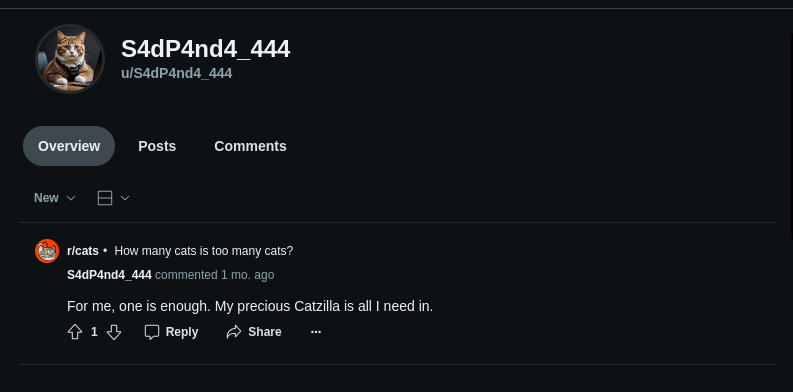 S4dP4nd4_444
u/S4dP4nd4_444
Overview Posts Comments
New
r/cats • How many cats is too many cats?
S4dP4nd4_444 commented 1 mo. ago
For me, one is enough. My precious Catzilla is all I need in.
1 Reply Share ...